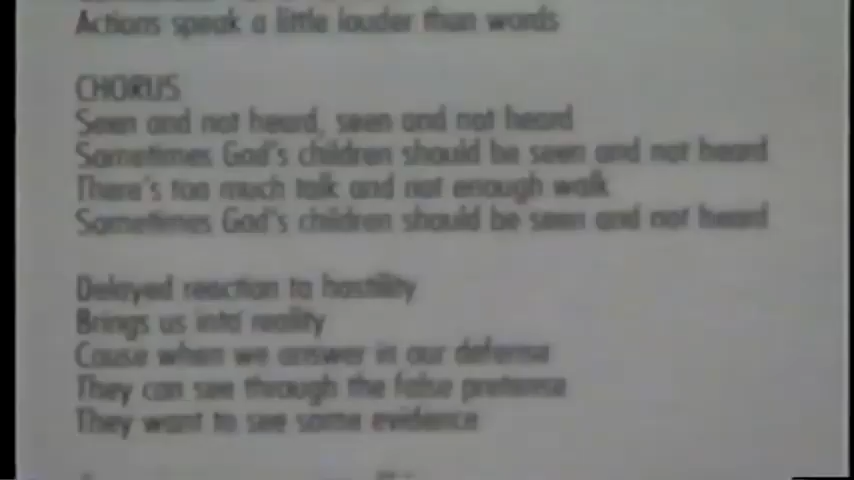 Actions speak a little louder than words
CHORUS
Seen and not heard, seen and not heard
Sometimes God's children should be seen and not heard
There's too much talk and not enough walk
Sometimes God's children should be seen and not heard
Delayed reaction to hostility
Brings us into reality
Cause when we answer in our defense
They can see through the false pretense
They want to see some evidence